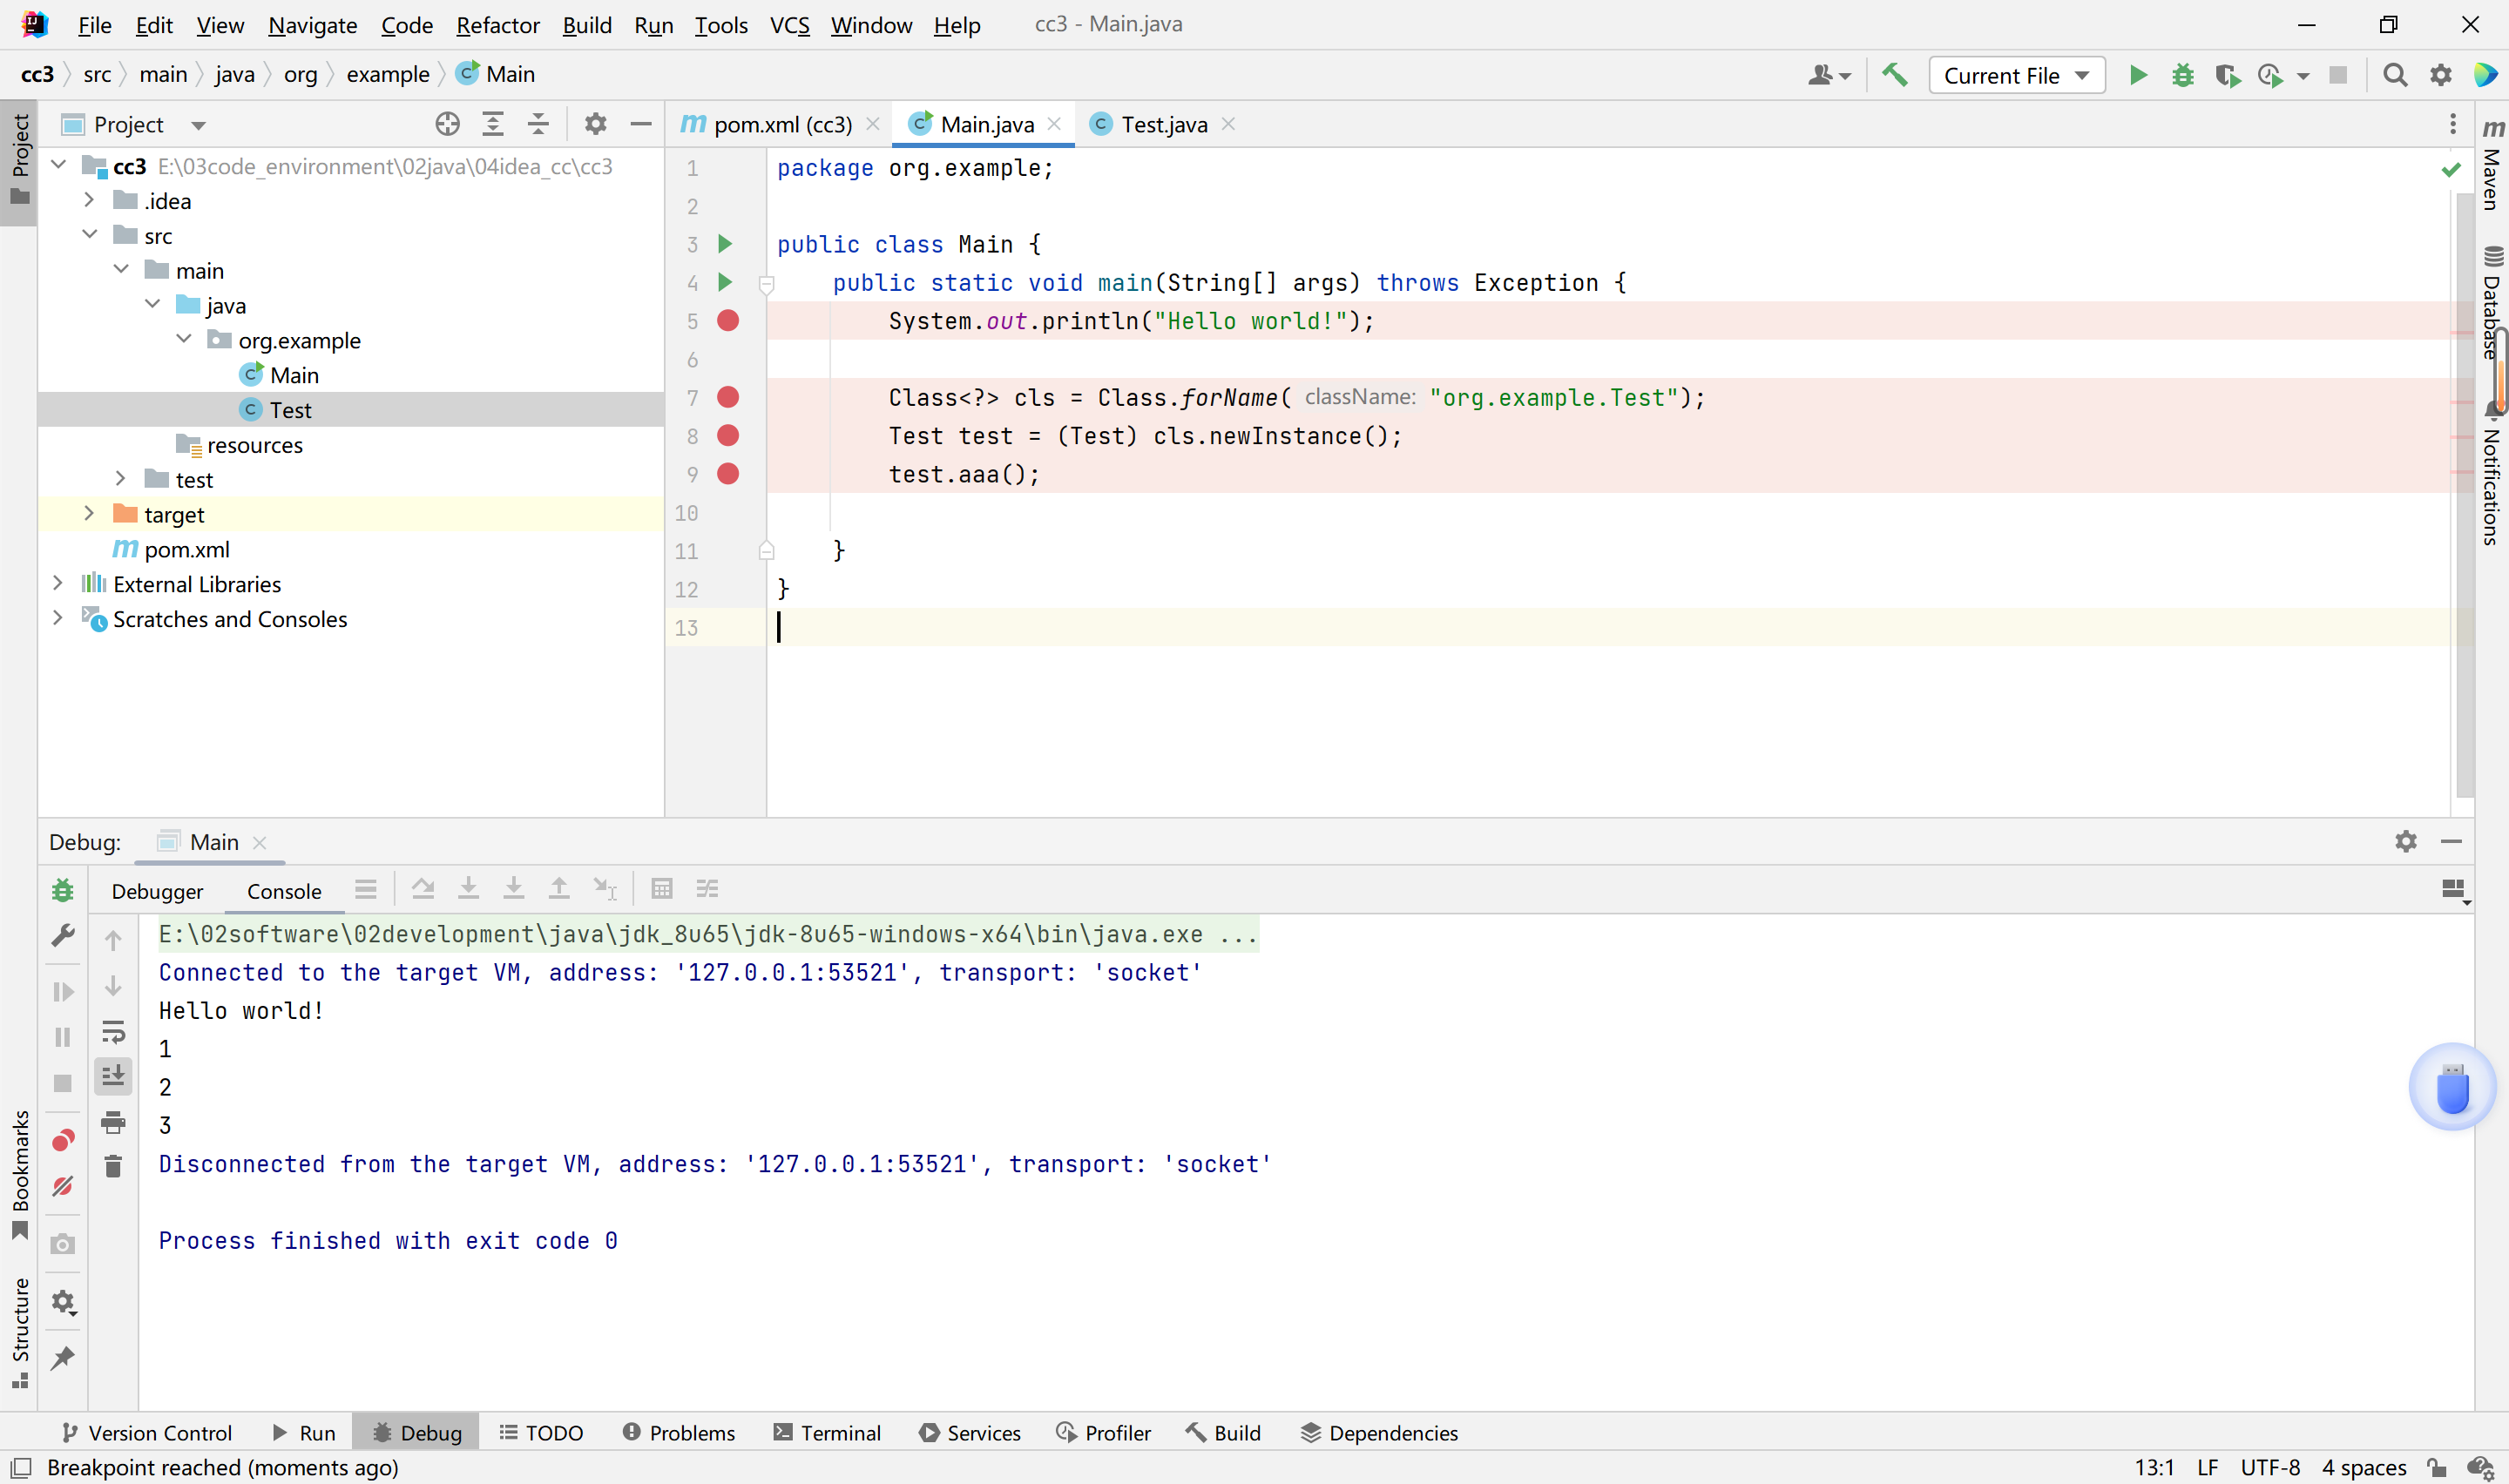 File Edit View Navigate Code Refactor Build Run Tools VCS Window Help cc3 - Main.java
cc3 src main java org example Main Current File
Project
pom.xml (cc3) Main.java Test.java
Project
cc3 E:\03code_environment\02java\04idea_cc\cc3
.idea
src
main
java
org.example
Main
Test
resources
test
target
pom.xml
External Libraries
Scratches and Consoles
1 package org.example;
2
3 public class Main {
4 public static void main(String[] args) throws Exception {
5 System.out.println("Hello world!");
6
7 Class<?> cls = Class.forName( className: "org.example.Test");
8 Test test = (Test) cls.newInstance();
9 test.aaa();
10
11 }
12 }
13
Maven
Database
Notifications
Debug: Main
Debugger Console
E:\02software\02development\java\jdk_8u65\jdk-8u65-windows-x64\bin\java.exe ...
Connected to the target VM, address: '127.0.0.1:53521', transport: 'socket'
Hello world!
1
2
3
Disconnected from the target VM, address: '127.0.0.1:53521', transport: 'socket'
Process finished with exit code 0
Bookmarks
Structure
Version Control Run Debug TODO Problems Terminal Services Profiler Build Dependencies
Breakpoint reached (moments ago) 13:1 LF UTF-8 4 spaces